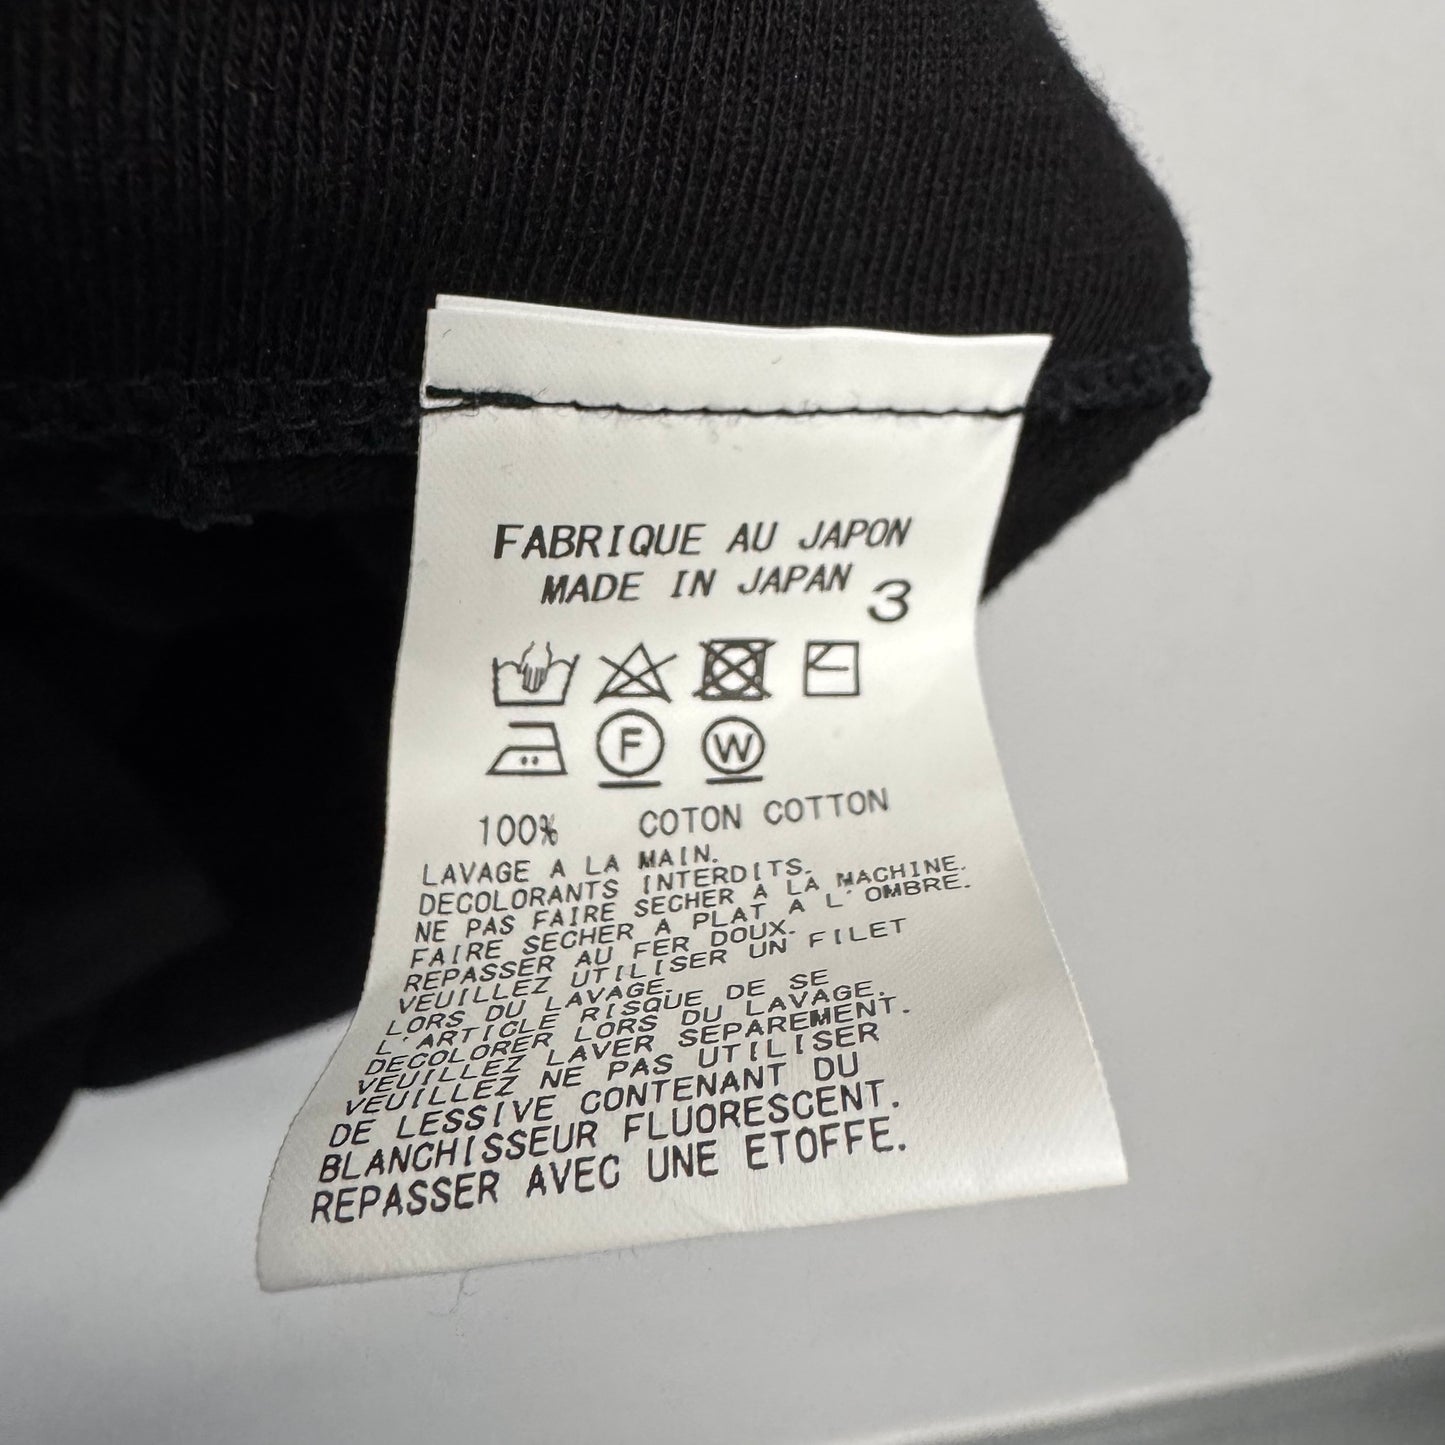 FABRIQUE AU JAPON
MADE IN JAPAN 3
F W
100% COTON COTTON
LAVAGE A LA MAIN.
DECOLORANTS INTERDITS.
NE PAS FAIRE SECHER A LA MACHINE.
FAIRE SECHER A PLAT A L'OMBRE.
REPASSER AU FER DOUX.
VEUILLEZ UTILISER UN FILET
LORS DU LAVAGE.
L'ARTICLE RISQUE DE SE
DECOLORER LORS DU LAVAGE.
VEUILLEZ LAVER SEPAREMENT.
VEUILLEZ NE PAS UTILISER
DE LESSIVE CONTENANT DU
BLANCHISSEUR FLUORESCENT.
REPASSER AVEC UNE ETOFFE.